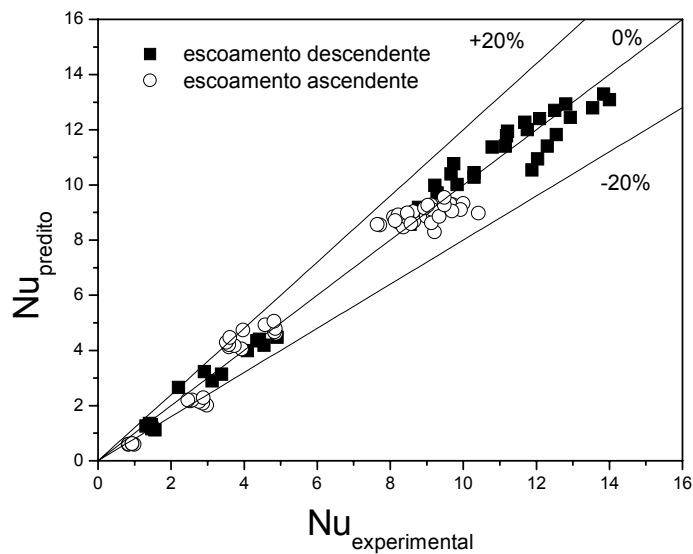 16
14
12
10
8
6
4
2
0
Nu predito
+20%
0%
-20%
escoamento descendente
escoamento ascendente
0 2 4 6 8 10 12 14 16
Nu experimental